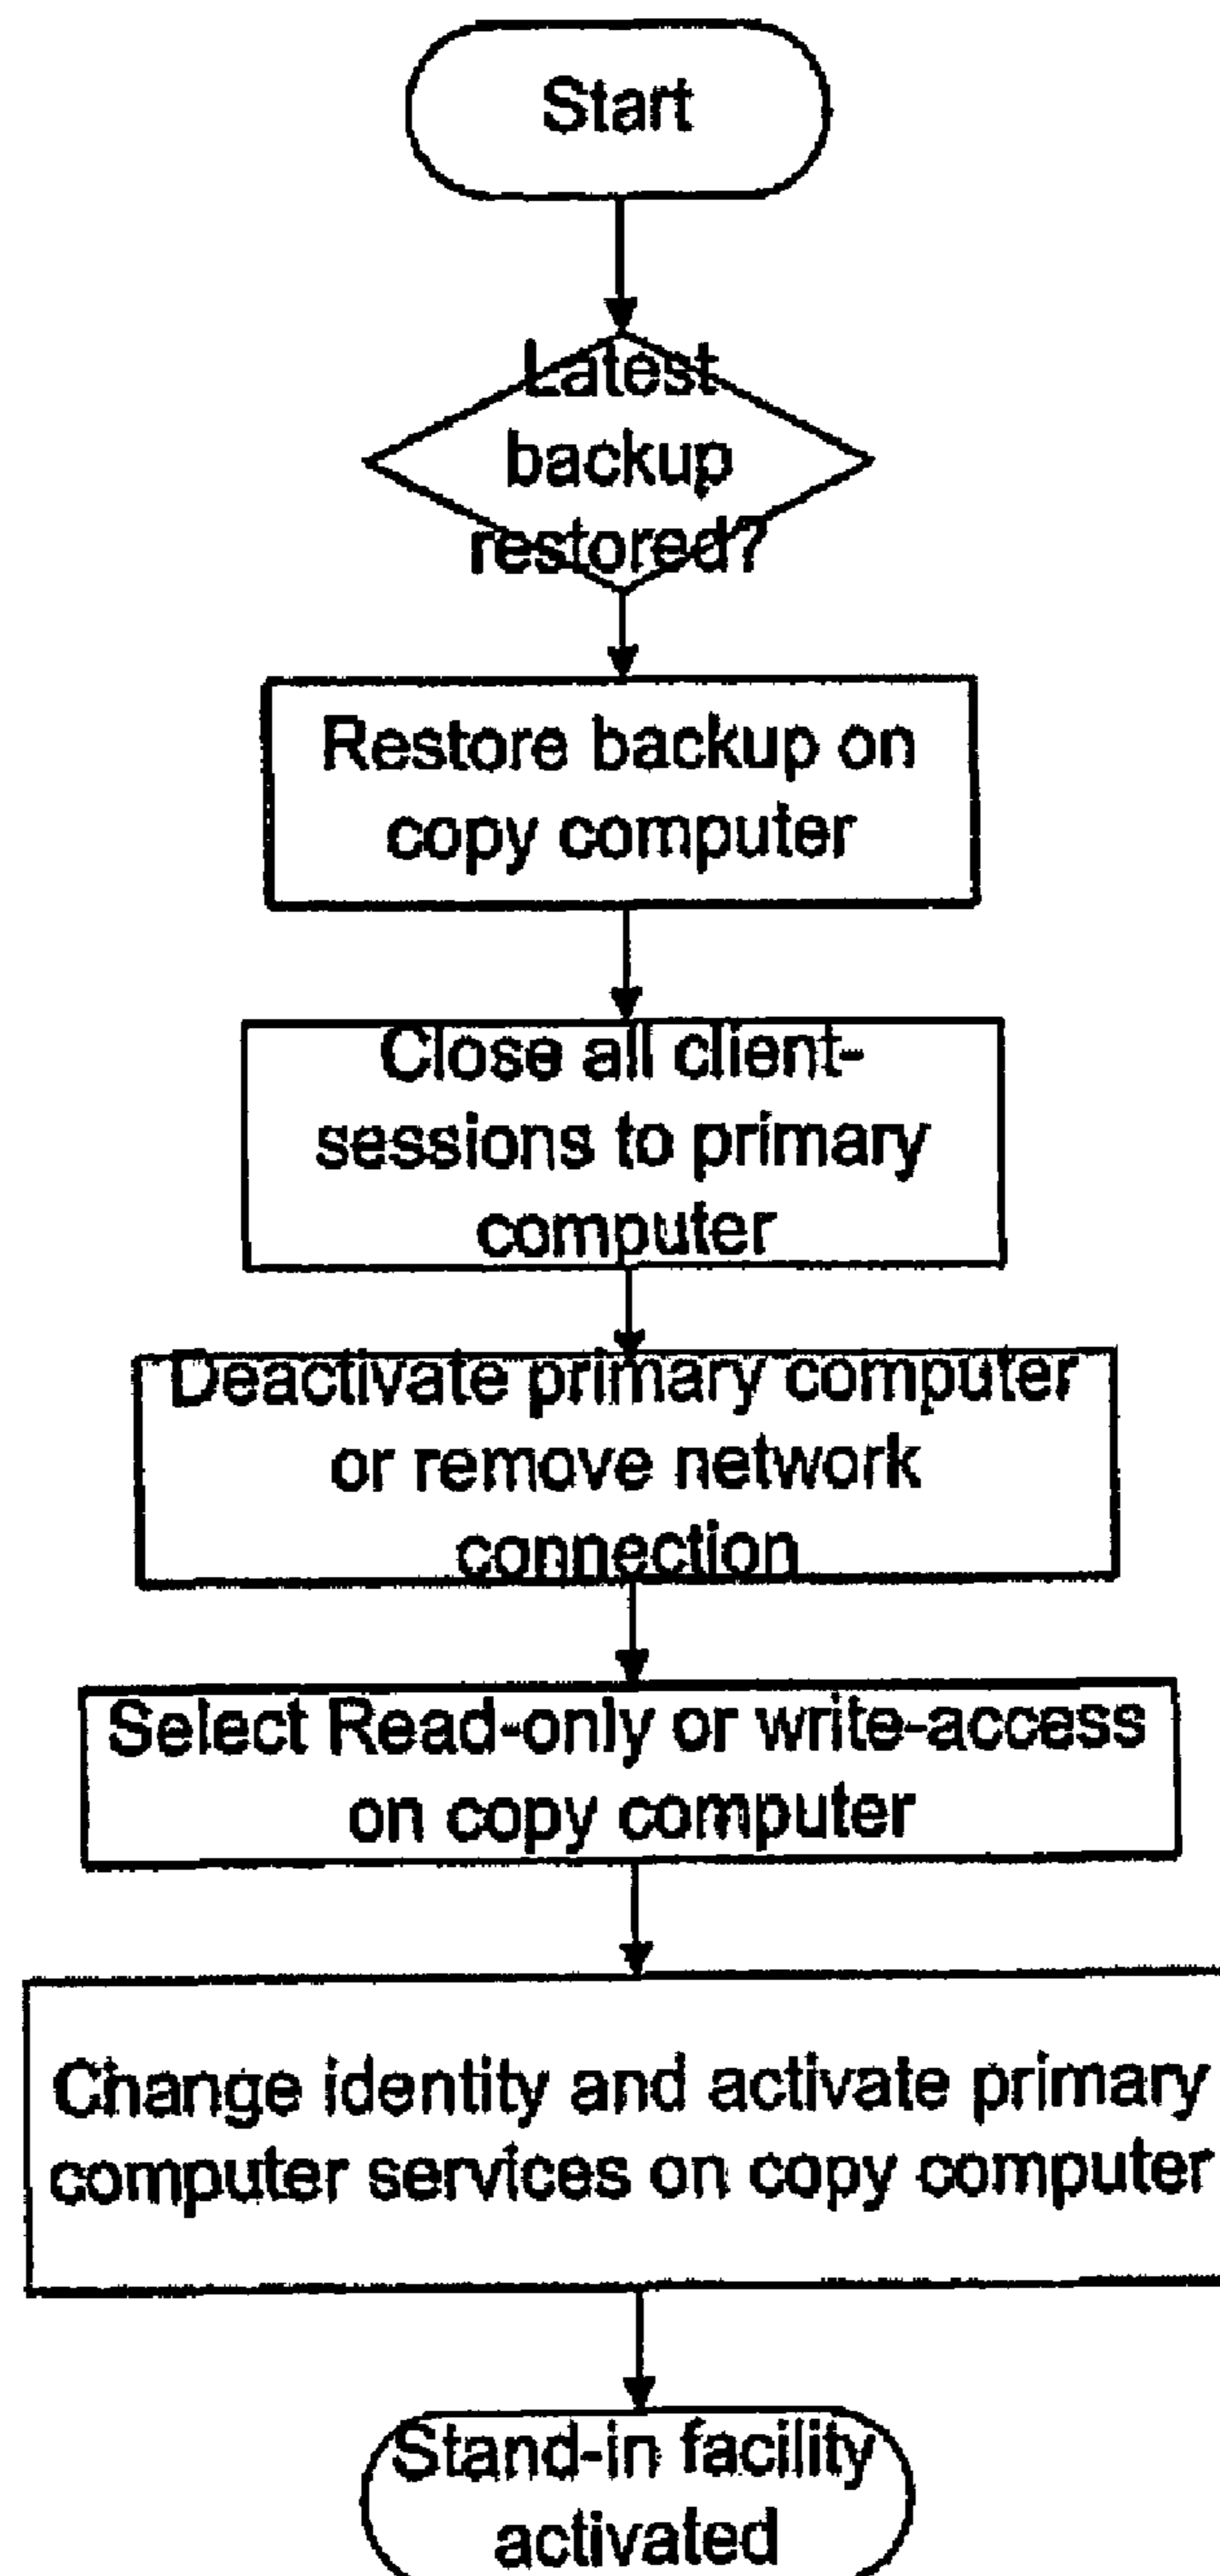 Start
Latest
backup
restored?
Restore backup on
copy computer
Close all client-
sessions to primary
computer
Deactivate primary computer
or remove network
connection
Select Read-only or write-access
on copy computer
Change identity and activate primary
computer services on copy computer
Stand-in facility
activated